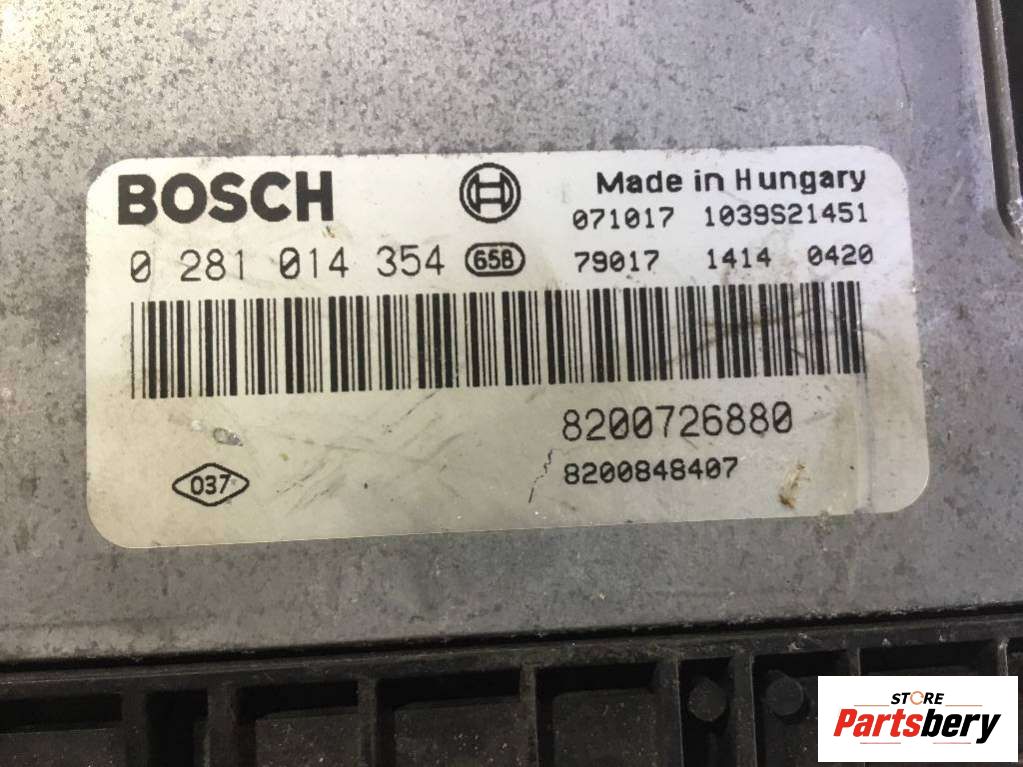 BOSCH
Made in Hungary
071017 1039S21451
0 281 014 354 658 79017 1414 0420
8200726880
8200848407
037
STORE
Partsbery